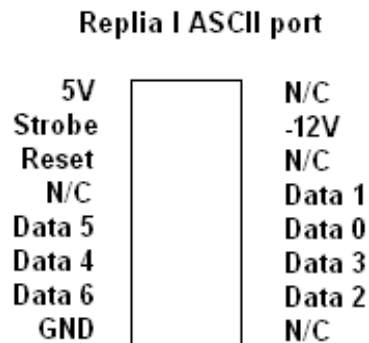 Replia I ASCII port
5V N/C
Strobe -12V
Reset N/C
N/C Data 1
Data 5 Data 0
Data 4 Data 3
Data 6 Data 2
GND N/C